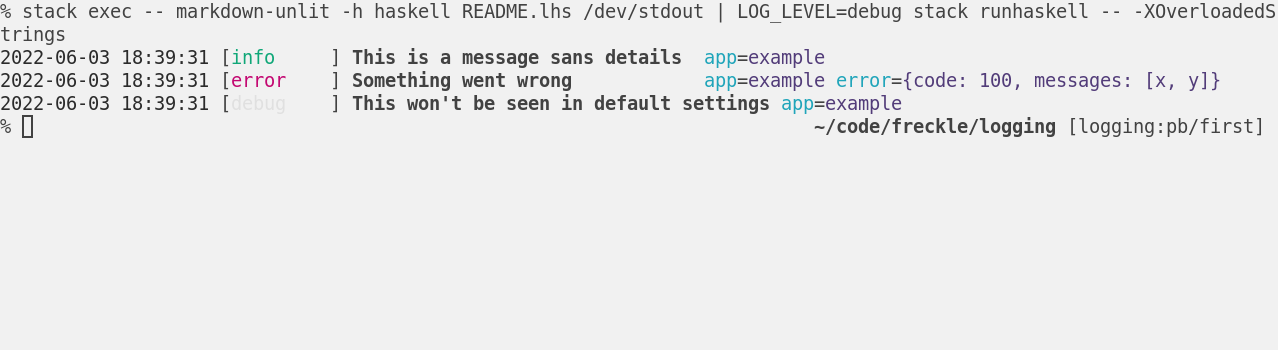 % stack exec -- markdown-unlit -h haskell README.lhs /dev/stdout | LOG_LEVEL=debug stack runhaskell -- -XOverloadedS
trings
2022-06-03 18:39:31 [info     ] This is a message sans details  app=example
2022-06-03 18:39:31 [error    ] Something went wrong            app=example error={code: 100, messages: [x, y]}
2022-06-03 18:39:31 [debug    ] This won't be seen in default settings app=example
% ~/code/freckle/logging [logging:pb/first]